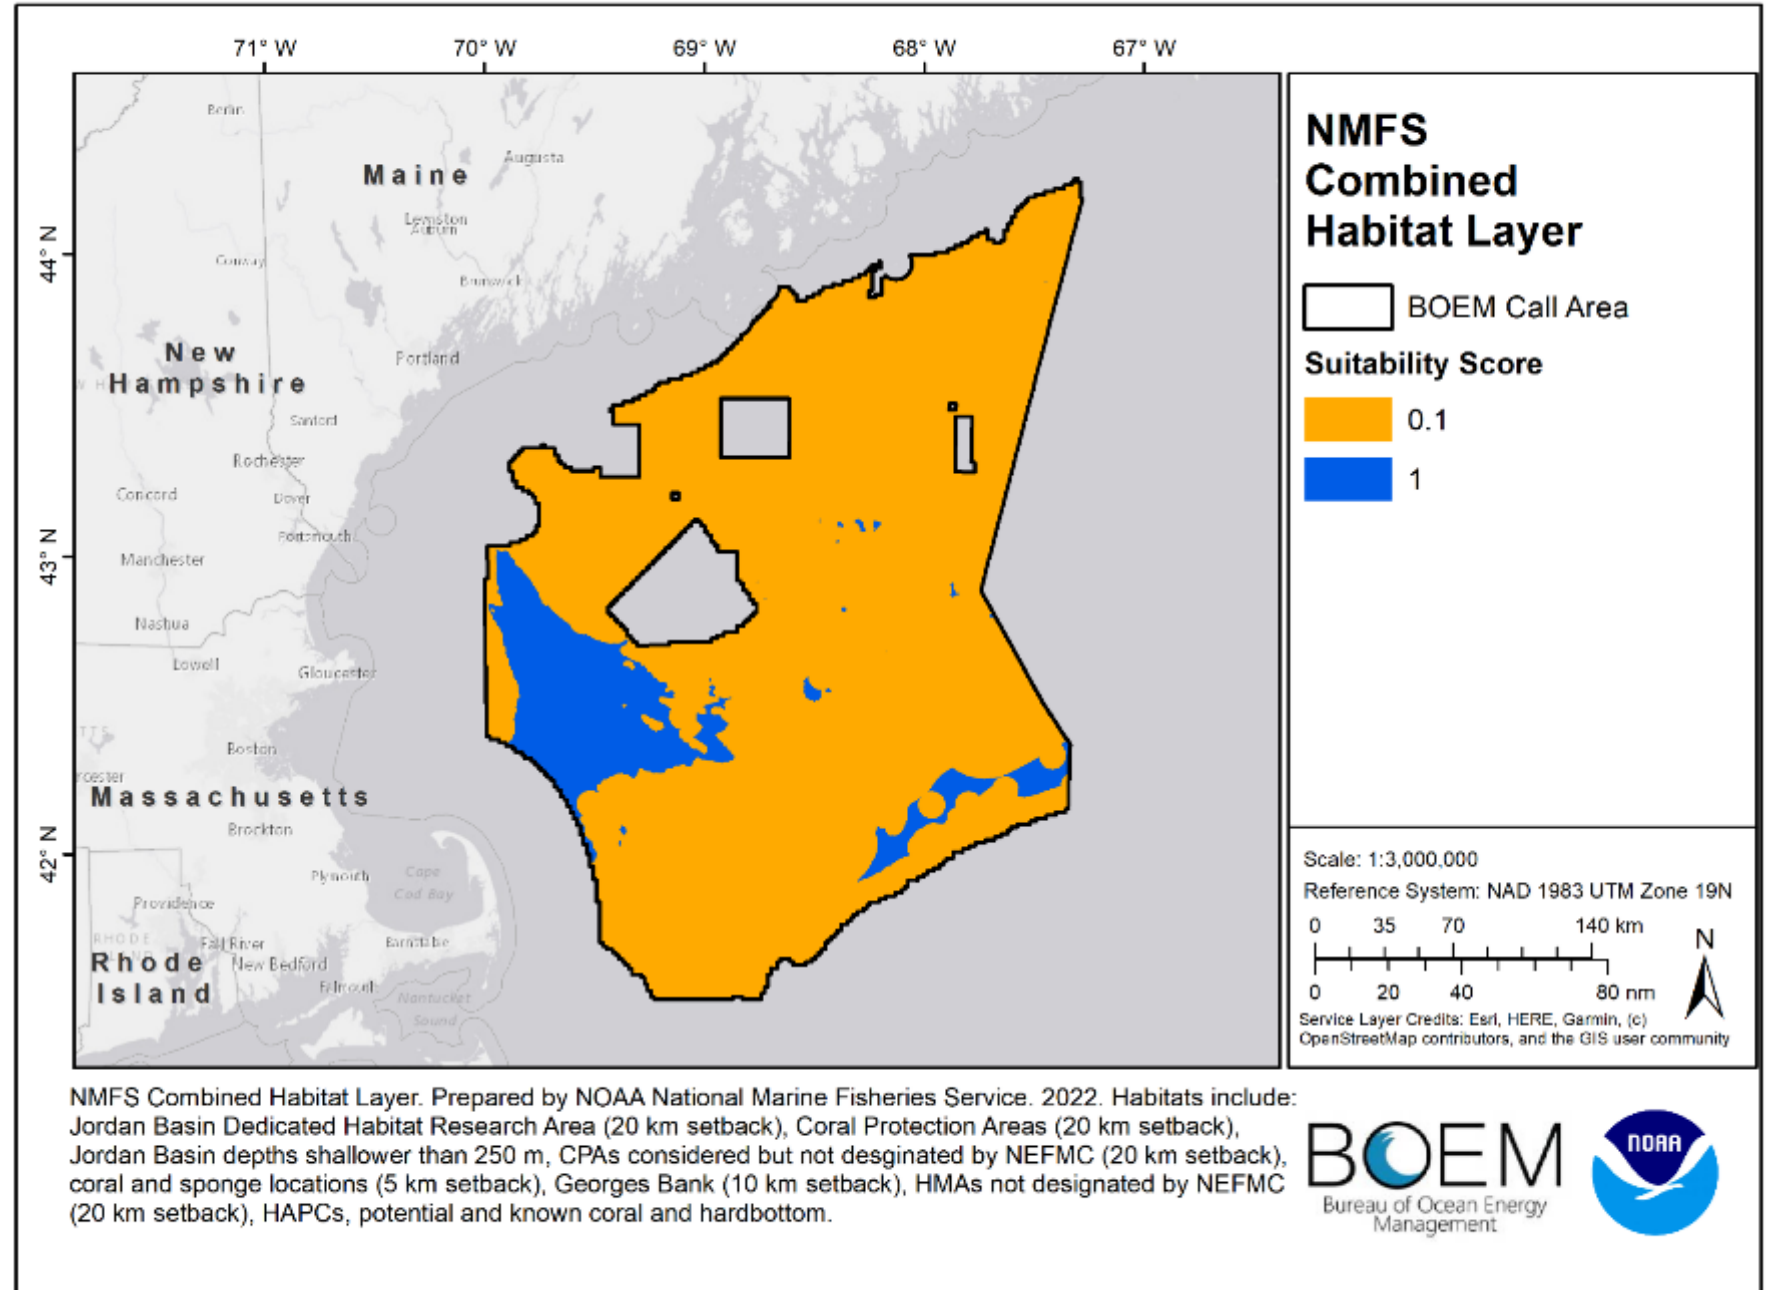 71° W
70° W
69° W
68° W
67° W
44° N
43° N
42° N
Berlin
Augusta
Maine
Lewiston
Auburn
Conway
Brunswick
New
Hampshire
Portland
Sanford
Rochester
Concord
Dover
Portsmouth
Manchester
Nashua
Lowell
Gloucester
Boston
rcester
Massachusetts
Brockton
Plymouth
Cape
Cod Bay
Providence
RHODE
Fall River
Barnstable
Rhode
Island
New Bedford
Falmouth
Nantucket
Sound
NMFS
Combined
Habitat Layer
BOEM Call Area
Suitability Score
0.1
1
Scale: 1:3,000,000
Reference System: NAD 1983 UTM Zone 19N
0 35 70 140 km
N
0 20 40 80 nm
Service Layer Credits: Esri, HERE, Garmin, (c)
OpenStreetMap contributors, and the GIS user community
NMFS Combined Habitat Layer. Prepared by NOAA National Marine Fisheries Service. 2022. Habitats include:
Jordan Basin Dedicated Habitat Research Area (20 km setback), Coral Protection Areas (20 km setback),
Jordan Basin depths shallower than 250 m, CPAs considered but not desginated by NEFMC (20 km setback),
coral and sponge locations (5 km setback), Georges Bank (10 km setback), HMAs not designated by NEFMC
(20 km setback), HAPCs, potential and known coral and hardbottom.
BOEM
Bureau of Ocean Energy
Management
NOAA